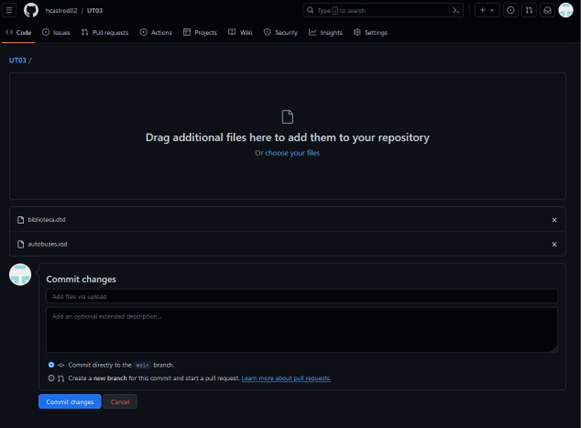 hcastrod02 / UT03
Type / to search
Code Issues Pull requests Actions Projects Wiki Security Insights Settings
UT03 /
Drag additional files here to add them to your repository
Or choose your files
biblioteca.dtd
autobuses.xsd
Commit changes
Add files via upload
Add an optional extended description...
Commit directly to the main branch.
Create a new branch for this commit and start a pull request. Learn more about pull requests.
Commit changes Cancel